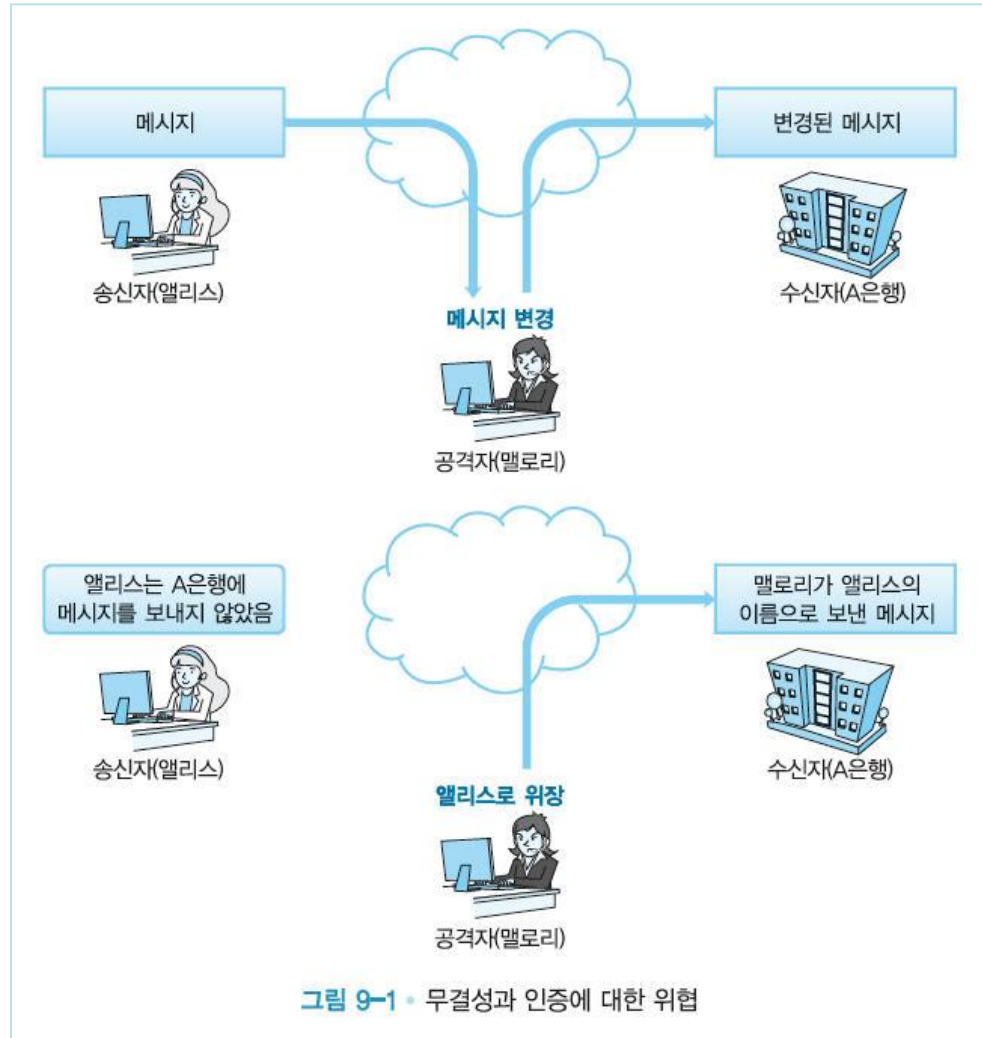 메시지
변경된 메시지
송신자(앨리스)
수신자(A은행)
메시지 변경
공격자(맬로리)
앨리스는 A은행에
메시지를 보내지 않았음
맬로리가 앨리스의
이름으로 보낸 메시지
송신자(앨리스)
수신자(A은행)
앨리스로 위장
공격자(맬로리)
그림 9-1 • 무결성과 인증에 대한 위협